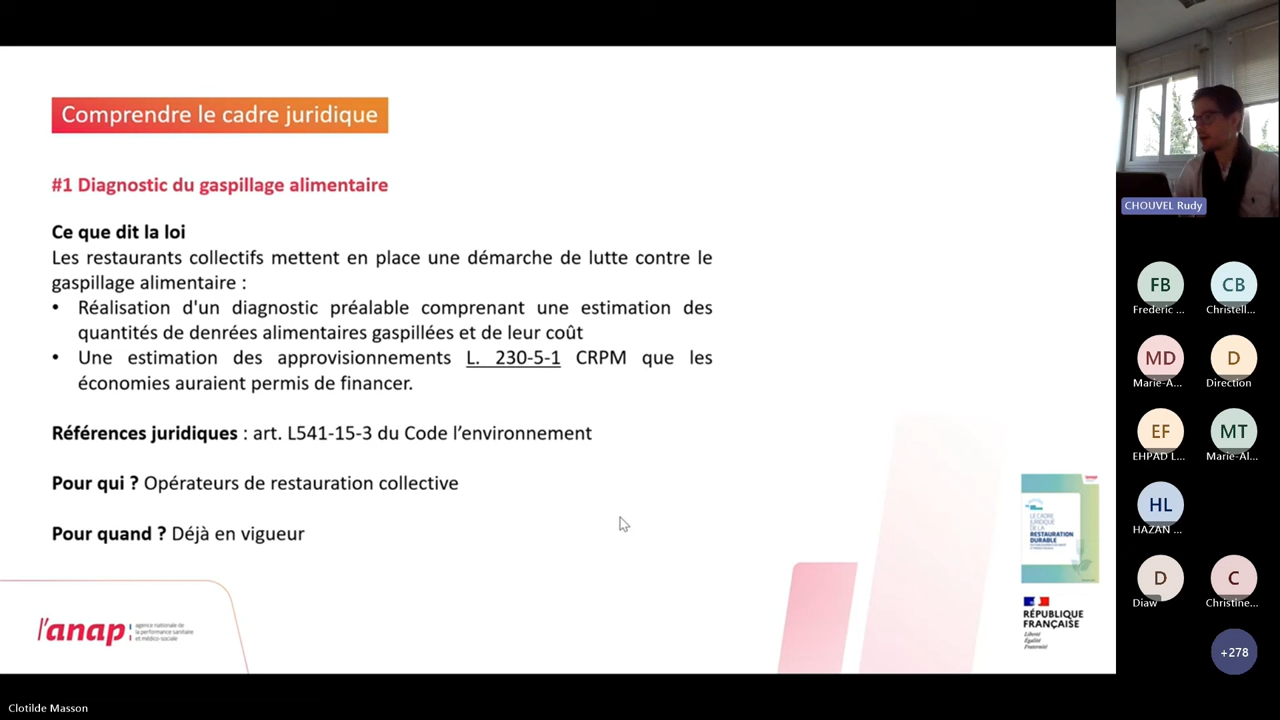 Comprendre le cadre juridique
#1 Diagnostic du gaspillage alimentaire
Ce que dit la loi
Les restaurants collectifs mettent en place une démarche de lutte contre le
gaspillage alimentaire :
• Réalisation d'un diagnostic préalable comprenant une estimation des
quantités de denrées alimentaires gaspillées et de leur coût
• Une estimation des approvisionnements L. 230-5-1 CRPM que les
économies auraient permis de financer.
Références juridiques : art. L541-15-3 du Code l’environnement
Pour qui ? Opérateurs de restauration collective
Pour quand ? Déjà en vigueur
l'anap
agence nationale de
la performance sanitaire
et médico-sociale
LE CADRE
JURIDIQUE
DE LA
RESTAURATION
DURABLE
RÉPUBLIQUE
FRANÇAISE
Liberté
Égalité
Fraternité
CHOUVEL Rudy
FB
Frederic ...
CB
Christell...
MD
Marie-A...
D
Direction
EF
EHPAD L...
MT
Marie-Al...
HL
HAZAN ...
D
Diaw
C
Christine...
+278
Clotilde Masson